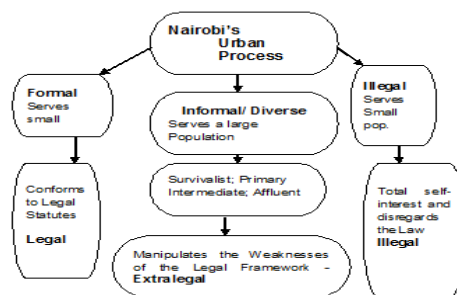 Nairobi's
Urban
Process
Formal
Serves
small
Informal/ Diverse
Serves a large
Population
Illegal
Serves
Small
pop.
Conforms
to Legal
Statutes
Legal
Survivalist; Primary
Intermediate; Affluent
Total self-
interest and
disregards
the Law
Illegal
Manipulates the Weaknesses
of the Legal Framework -
Extralegal